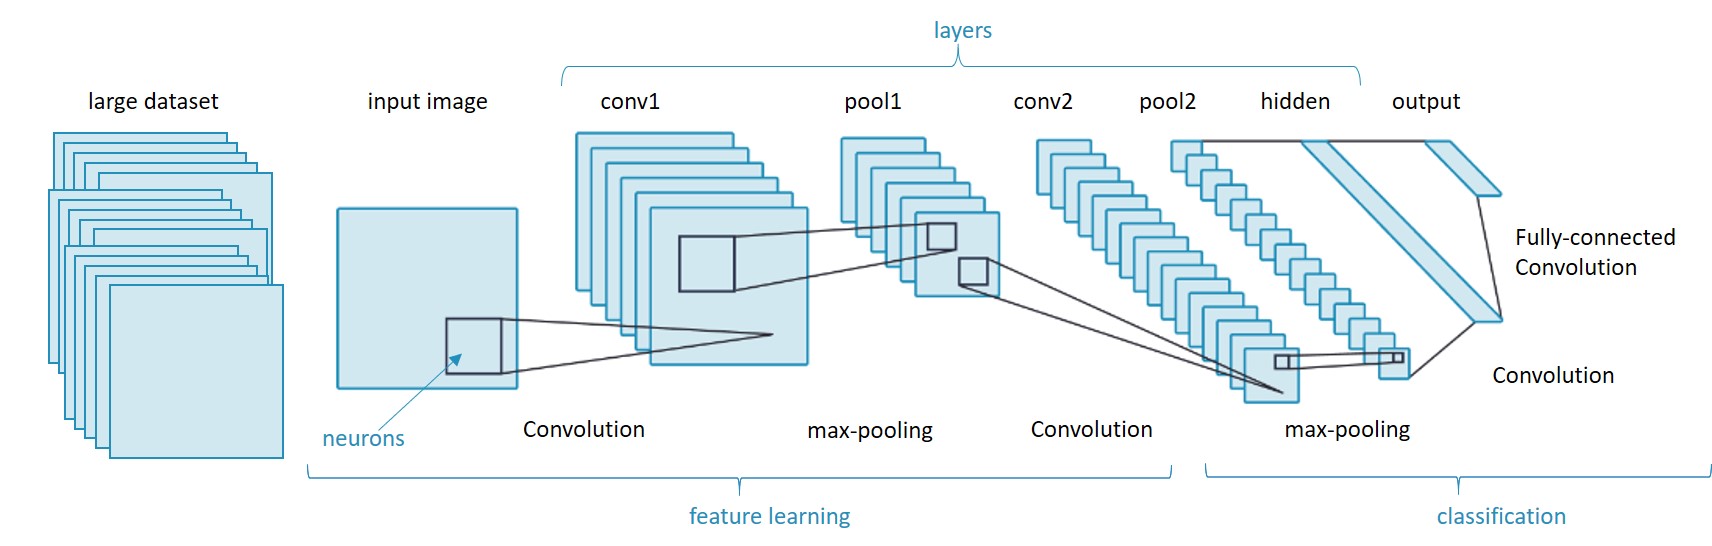 layers
large dataset
input image
conv1
pool1
conv2
pool2
hidden
output
Fully-connected
Convolution
Convolution
neurons
Convolution
max-pooling
Convolution
max-pooling
feature learning
classification